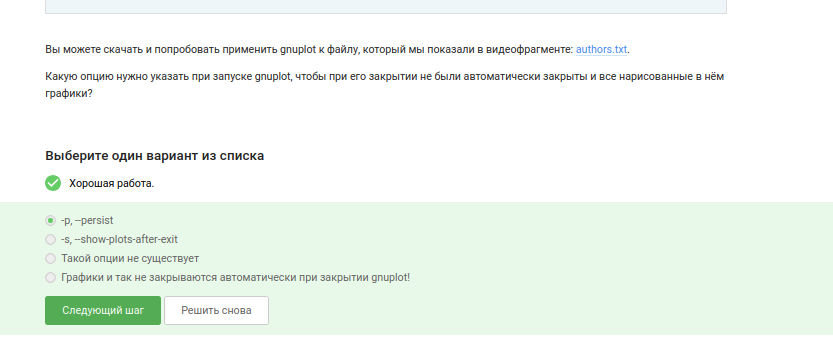 Вы можете скачать и попробовать применить gnuplot к файлу, который мы показали в видеофрагменте: authors.txt.
Какую опцию нужно указать при запуске gnuplot, чтобы при его закрытии не были автоматически закрыты и все нарисованные в нём
графики?
Выберите один вариант из списка
Хорошая работа.
-p, --persist
-s, --show-plots-after-exit
Такой опции не существует
Графики и так не закрываются автоматически при закрытии gnuplot!
Следующий шаг
Решить снова